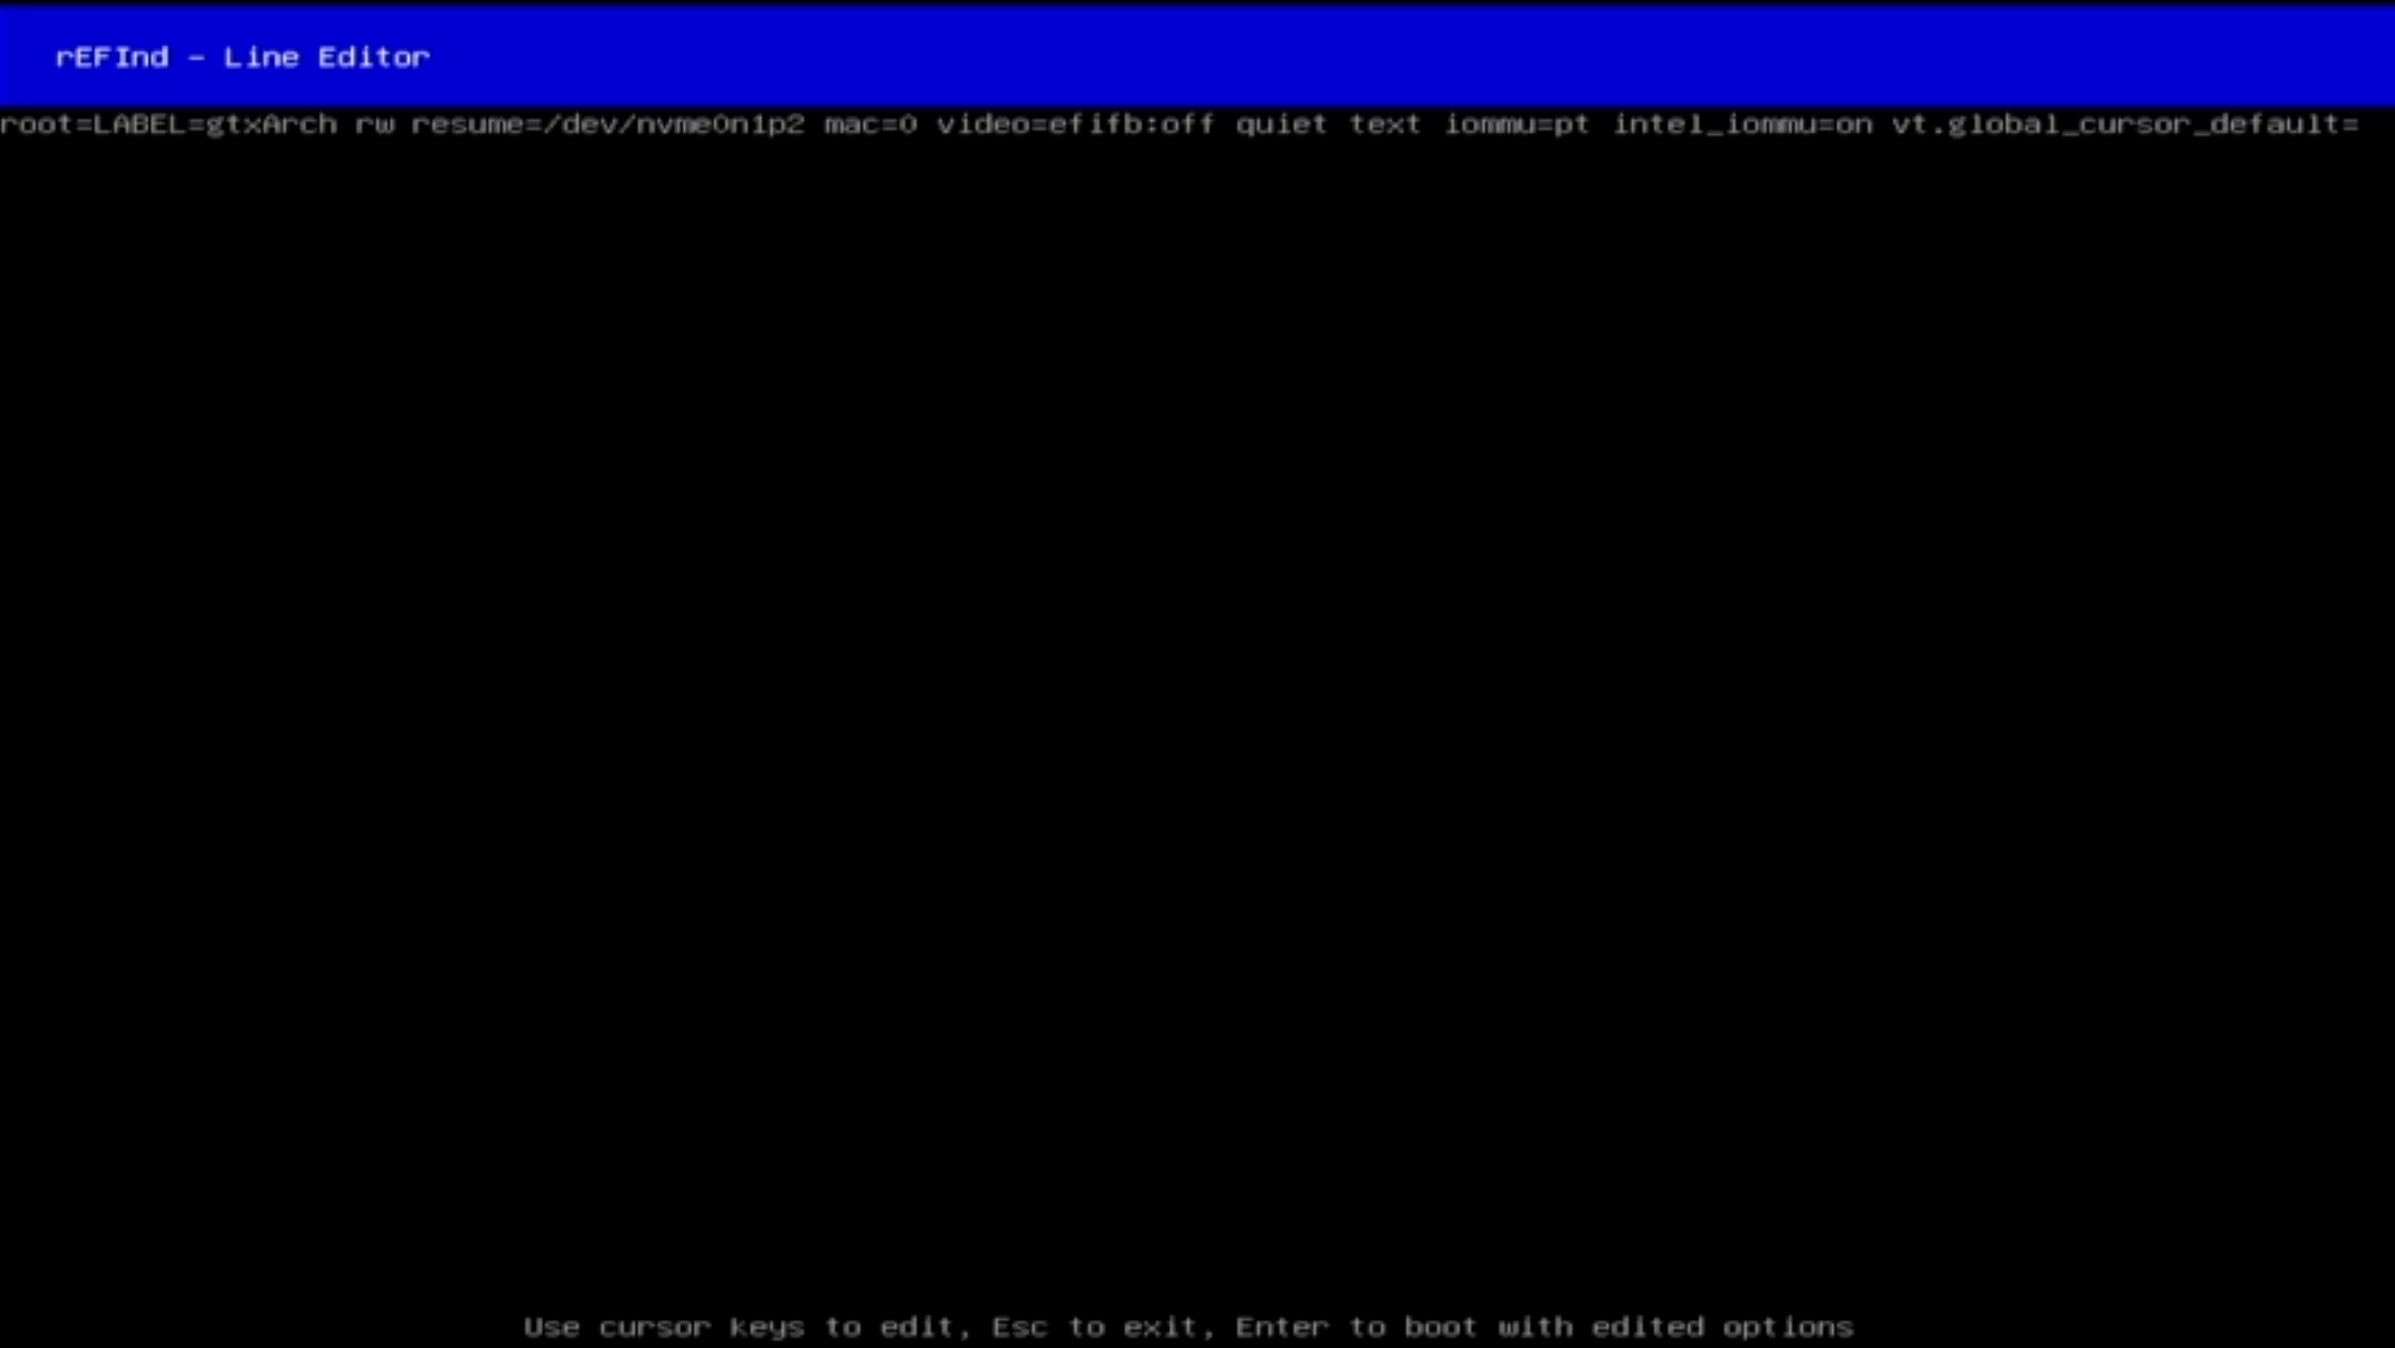 rEFInd - Line Editor
root=LABEL=gtxArch rw resume=/dev/nvme0n1p2 mac=0 video=efifb:off quiet text iommu=pt intel_iommu=on vt.global_cursor_default=
Use cursor keys to edit, Esc to exit, Enter to boot with edited options